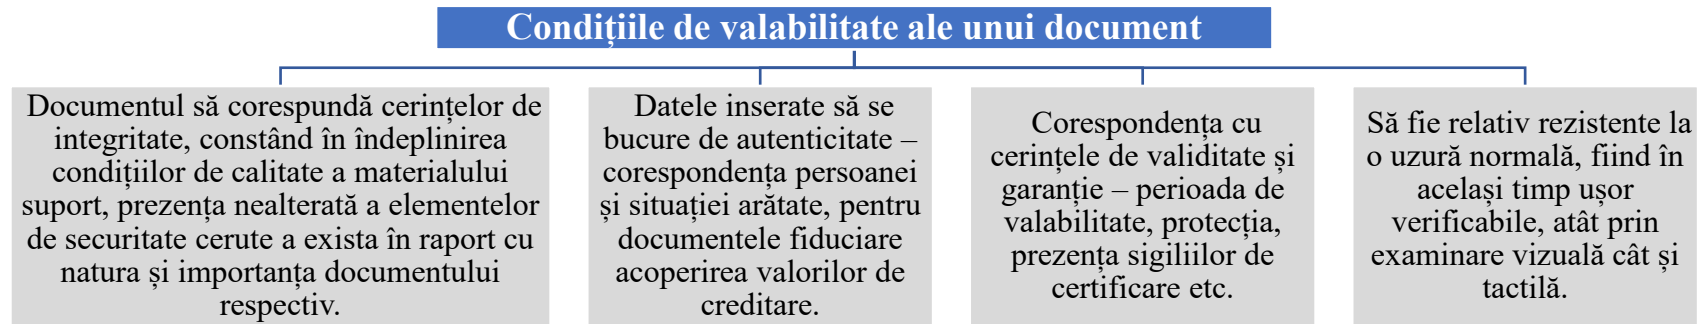 Condițiile de valabilitate ale unui document
Documentul să corespundă cerințelor de
integritate, constând în îndeplinirea
condițiilor de calitate a materialului
suport, prezența nealterată a elementelor
de securitate cerute a exista în raport cu
natura și importanța documentului
respectiv.
Datele inserate să se
bucure de autenticitate –
corespondența persoanei
și situației arătate, pentru
documentele fiduciare
acoperirea valorilor de
creditare.
Corespondența cu
cerințele de validitate și
garanție – perioada de
valabilitate, protecția,
prezența sigiliilor de
certificare etc.
Să fie relativ rezistente la
o uzură normală, fiind în
același timp ușor
verificabile, atât prin
examinare vizuală cât și
tactilă.